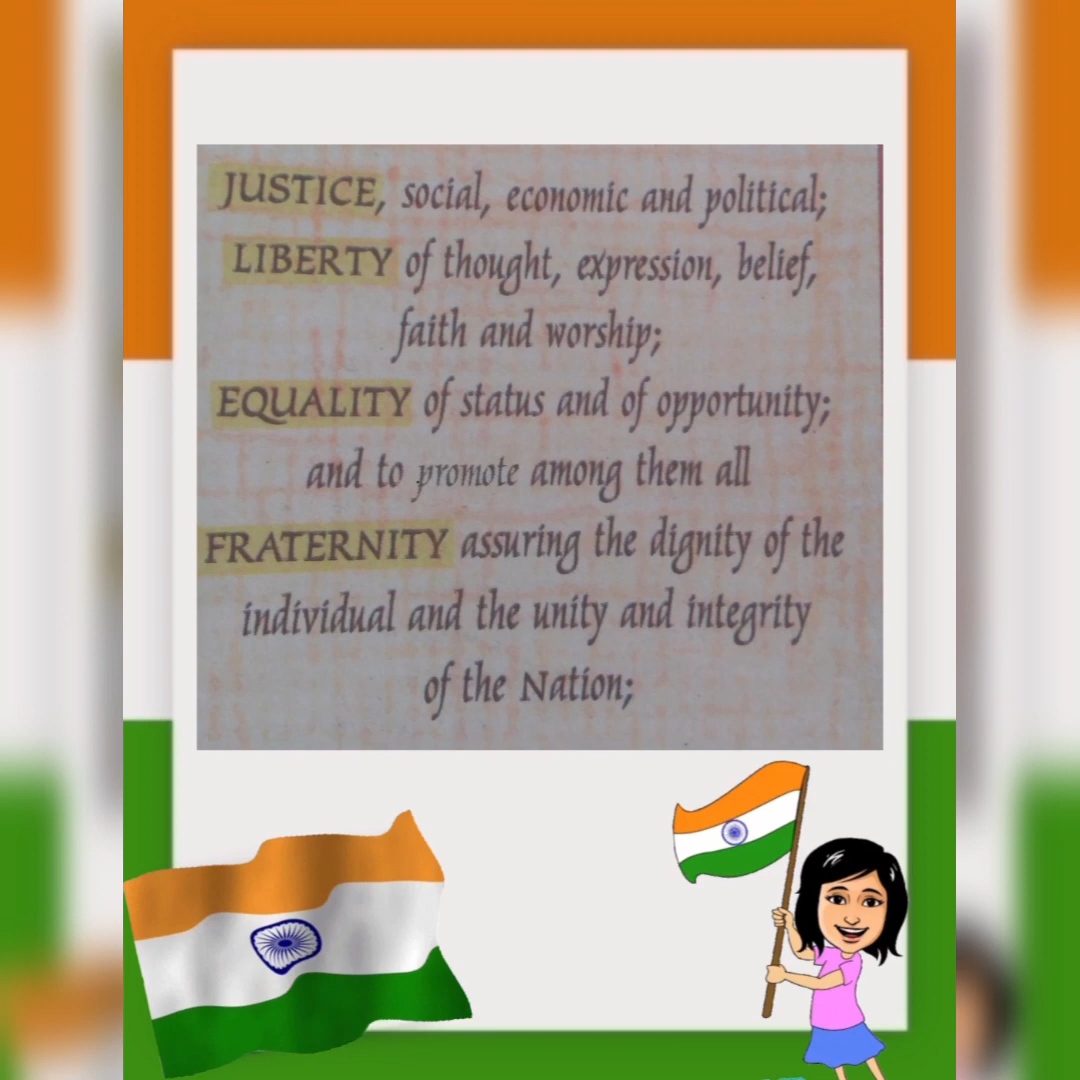 JUSTICE, social, economic and political;
LIBERTY of thought, expression, belief,
faith and worship;
EQUALITY of status and of opportunity;
and to promote among them all
FRATERNITY assuring the dignity of the
individual and the unity and integrity
of the Nation;